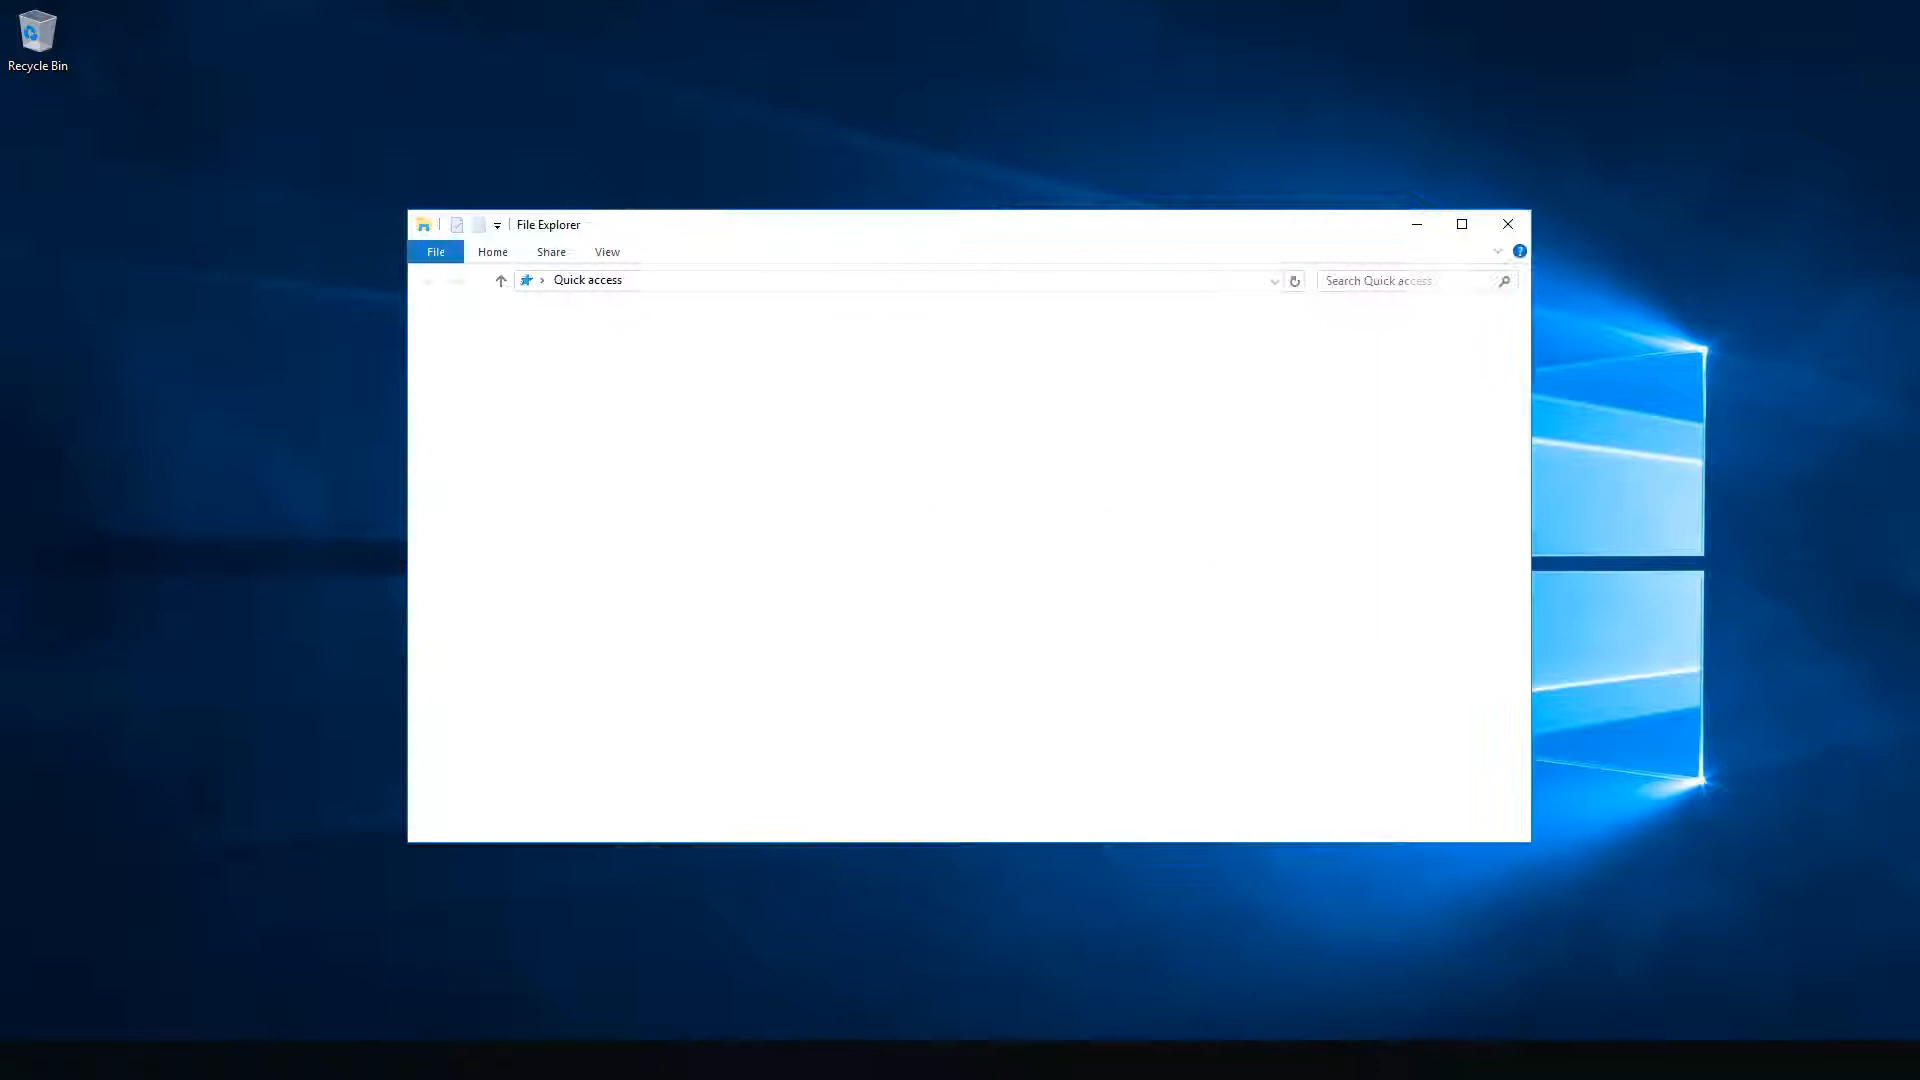 Recycle Bin
File Explorer
File Home Share View
?
Quick access
Search Quick access